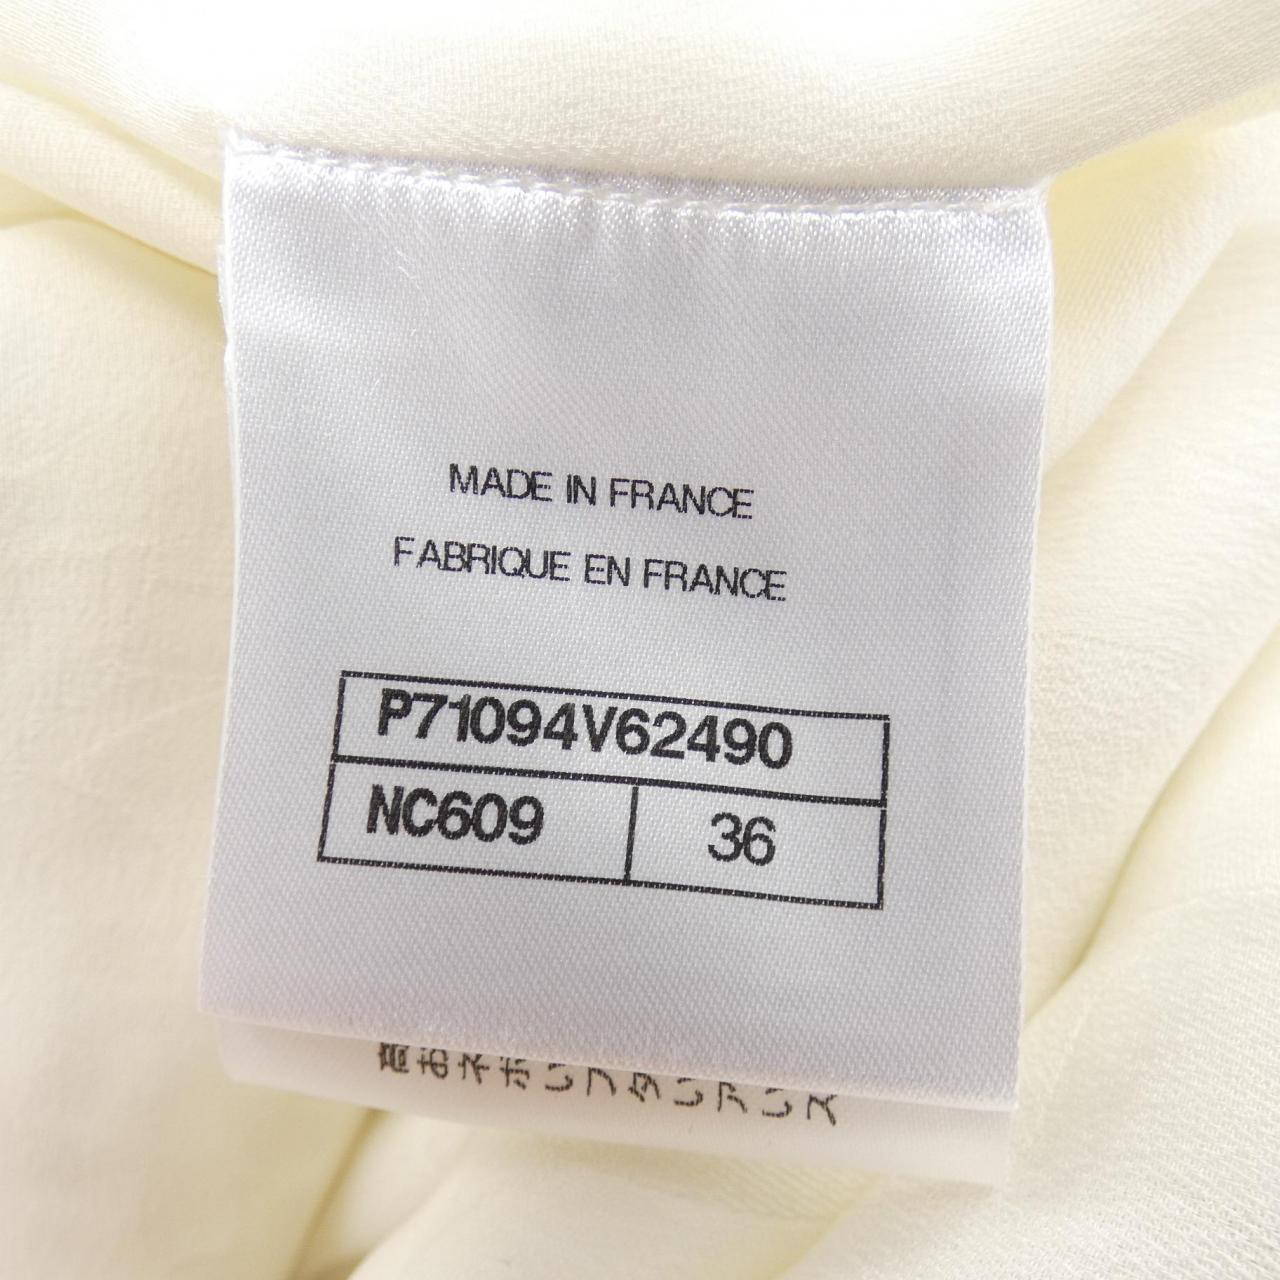 MADE IN FRANCE
FABRIQUE EN FRANCE
P71094V62490
NC609 36